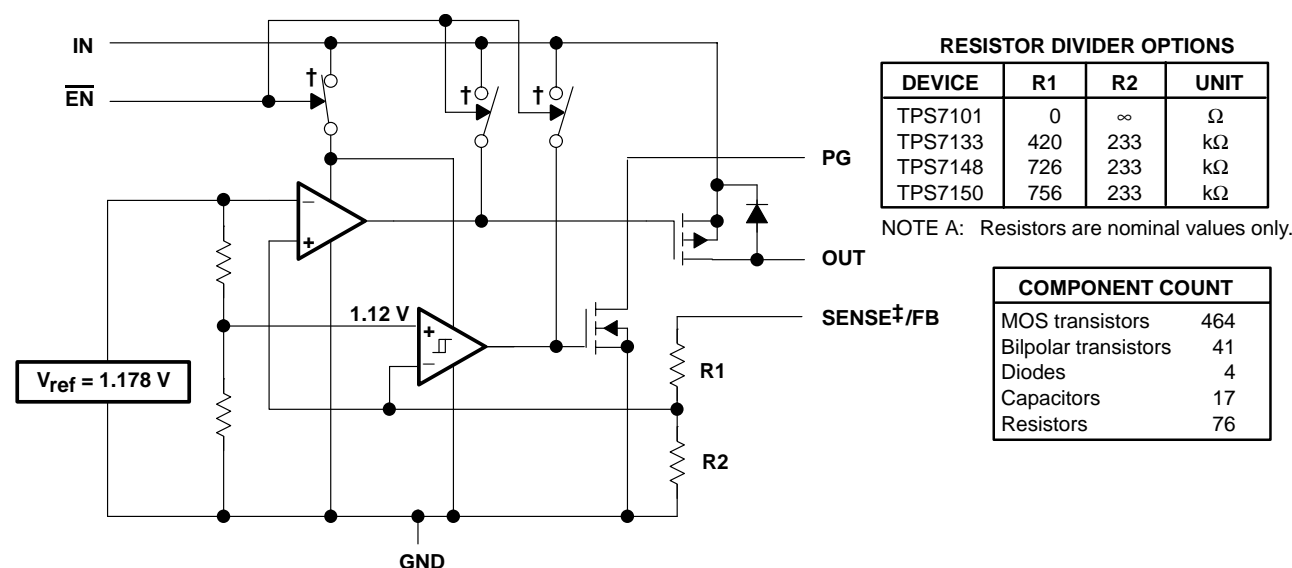 IN
EN
†
†
†
PG
OUT
SENSE‡/FB
−
+
1.12 V
+
−
Vref = 1.178 V
R1
R2
GND
RESISTOR DIVIDER OPTIONS
DEVICE R1 R2 UNIT
TPS7101 0 ∞ Ω
TPS7133 420 233 kΩ
TPS7148 726 233 kΩ
TPS7150 756 233 kΩ
NOTE A: Resistors are nominal values only.
COMPONENT COUNT
MOS transistors 464
Bilpolar transistors 41
Diodes 4
Capacitors 17
Resistors 76